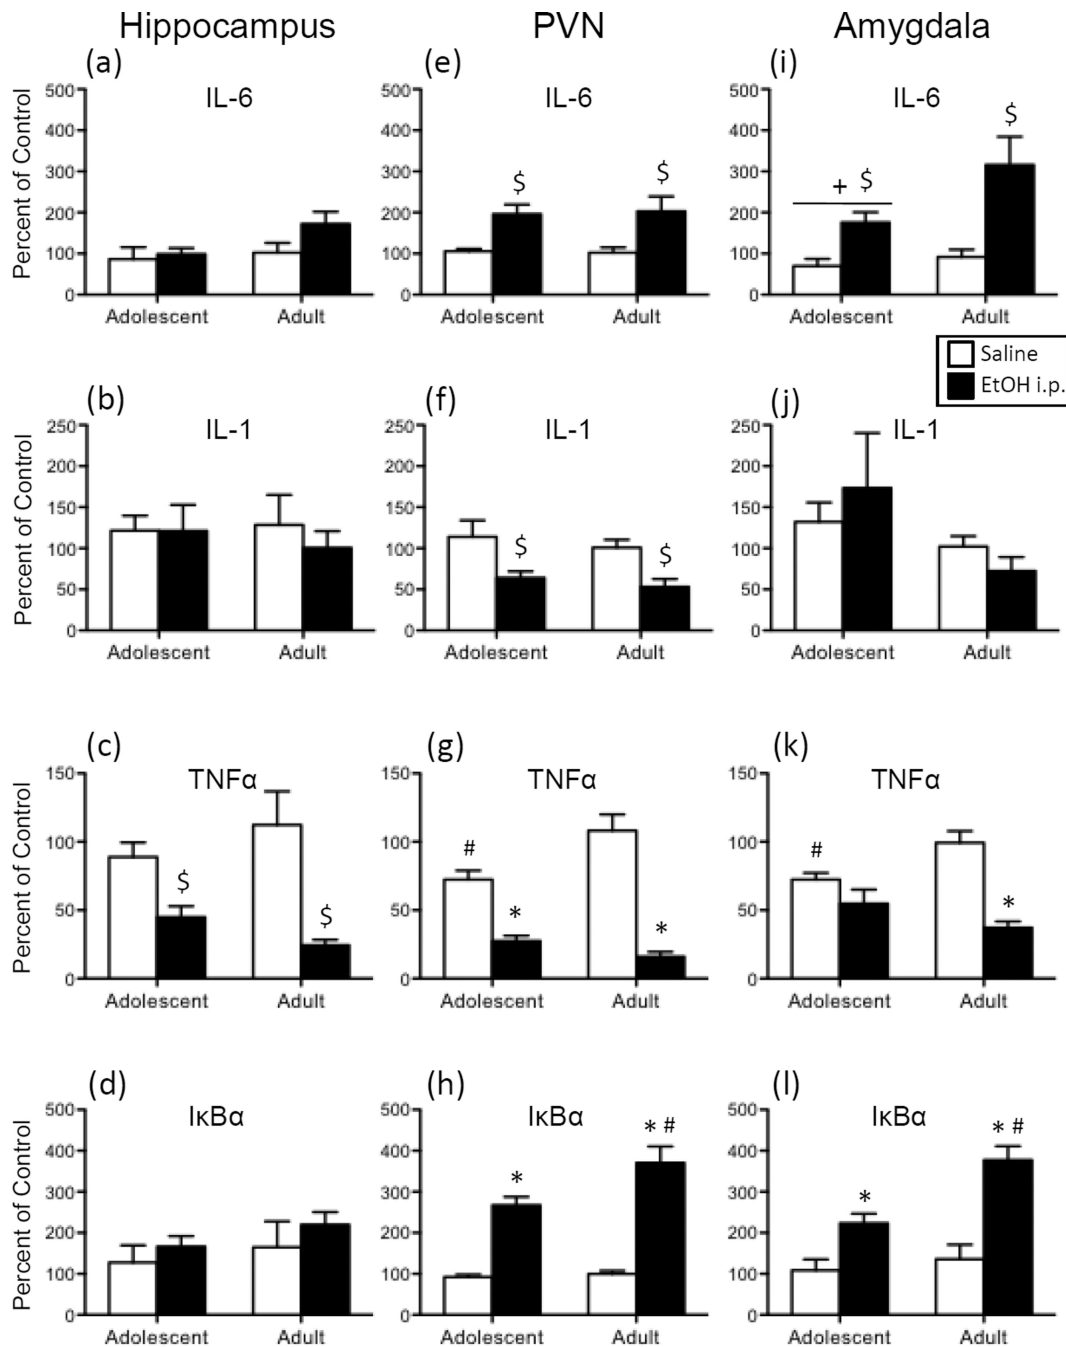 Hippocampus PVN Amygdala
(a) (e) (i)
IL-6 IL-6 IL-6
Percent of Control
500 400 300 200 100 0
500 400 300 200 100 0
500 400 300 200 100 0
$ $ + $ $
Adolescent Adult Adolescent Adult Adolescent Adult
Saline
EtOH i.p.
(b) (f) (j)
IL-1 IL-1 IL-1
Percent of Control
250 200 150 100 50 0
250 200 150 100 50 0
250 200 150 100 50 0
$ $
Adolescent Adult Adolescent Adult Adolescent Adult
(c) (g) (k)
TNFα TNFα TNFα
Percent of Control
150 100 50 0
150 100 50 0
150 100 50 0
$ $ # * * # *
Adolescent Adult Adolescent Adult Adolescent Adult
(d) (h) (l)
IκBα IκBα IκBα
Percent of Control
500 400 300 200 100 0
500 400 300 200 100 0
500 400 300 200 100 0
* * # * * #
Adolescent Adult Adolescent Adult Adolescent Adult